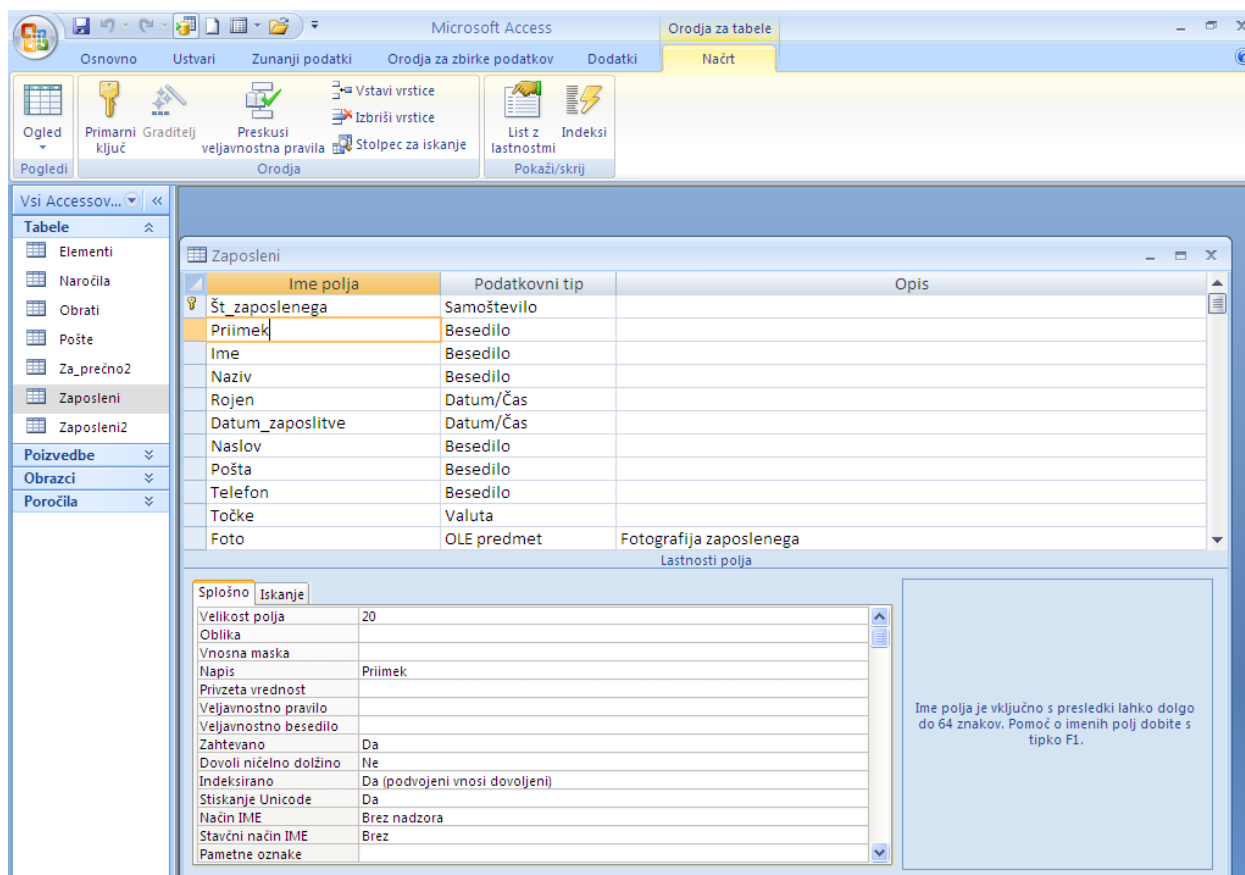 Microsoft Access
Orodja za tabele
Osnovno Ustvari Zunanji podatki Orodja za zbirke podatkov Dodatki Načrt
Ogled
Primarni ključ
Graditelj
Preskusi veljavnostna pravila
Vstavi vrstice
Izbriši vrstice
Stolpec za iskanje
List z lastnostmi
Indeksi
Pogledi Orodja Pokaži/skrij
Vsi Accessov...
Tabele
Elementi
Naročila
Obrati
Pošte
Za_prečno2
Zaposleni
Zaposleni2
Poizvedbe
Obrazci
Poročila
Zaposleni
Ime polja Podatkovni tip Opis
Št_zaposlenega Samoštevilo
Priimek Besedilo
Ime Besedilo
Naziv Besedilo
Rojen Datum/Čas
Datum_zaposlitve Datum/Čas
Naslov Besedilo
Pošta Besedilo
Telefon Besedilo
Točke Valuta
Foto OLE predmet Fotografija zaposlenega
Lastnosti polja
Splošno Iskanje
Velikost polja 20
Oblika
Vnosna maska
Napis Priimek
Privzeta vrednost
Veljavnostno pravilo
Veljavnostno besedilo
Zahtevano Da
Dovoli ničelno dolžino Ne
Indeksirano Da (podvojeni vnosi dovoljeni)
Stiskanje Unicode Da
Način IME Brez nadzora
Stavčni način IME Brez
Pametne oznake
Ime polja je vključno s presledki lahko dolgo
do 64 znakov. Pomoč o imenih polj dobite s
tipko F1.